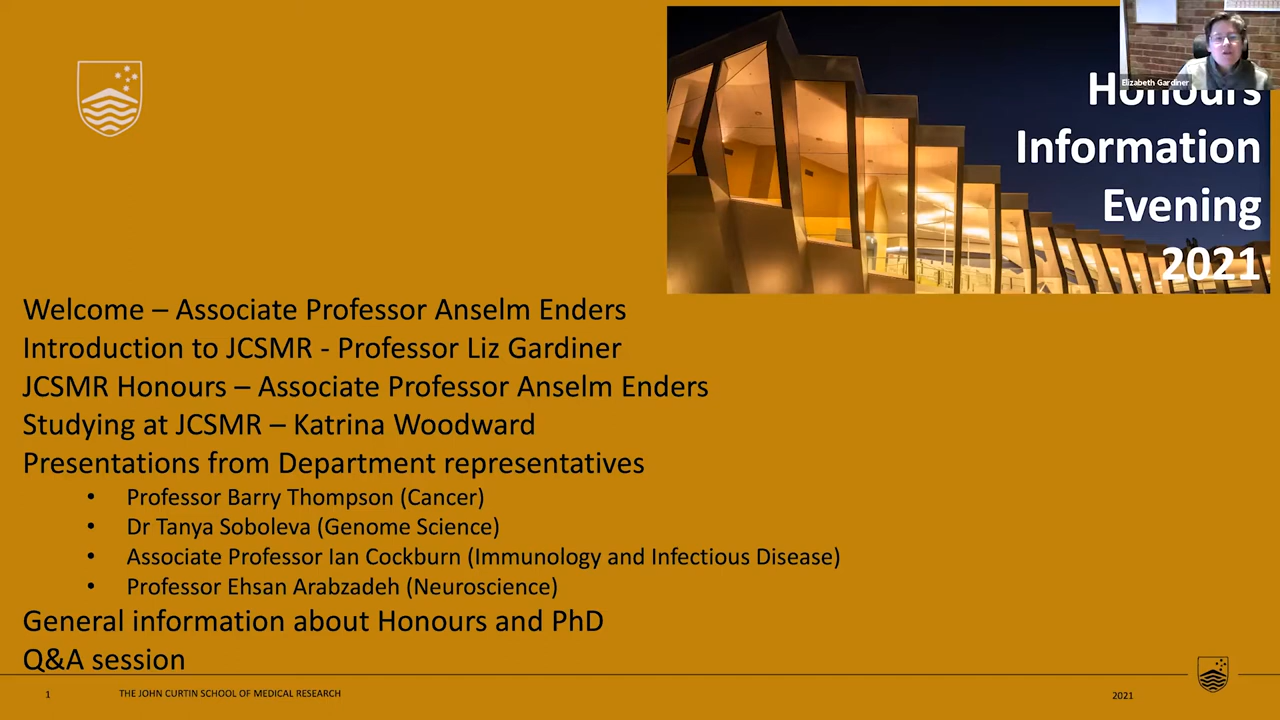 Elizabeth Gardiner
Honours
Information
Evening
2021
Welcome – Associate Professor Anselm Enders
Introduction to JCSMR - Professor Liz Gardiner
JCSMR Honours – Associate Professor Anselm Enders
Studying at JCSMR – Katrina Woodward
Presentations from Department representatives
• Professor Barry Thompson (Cancer)
• Dr Tanya Soboleva (Genome Science)
• Associate Professor Ian Cockburn (Immunology and Infectious Disease)
• Professor Ehsan Arabzadeh (Neuroscience)
General information about Honours and PhD
Q&A session
1 THE JOHN CURTIN SCHOOL OF MEDICAL RESEARCH 2021